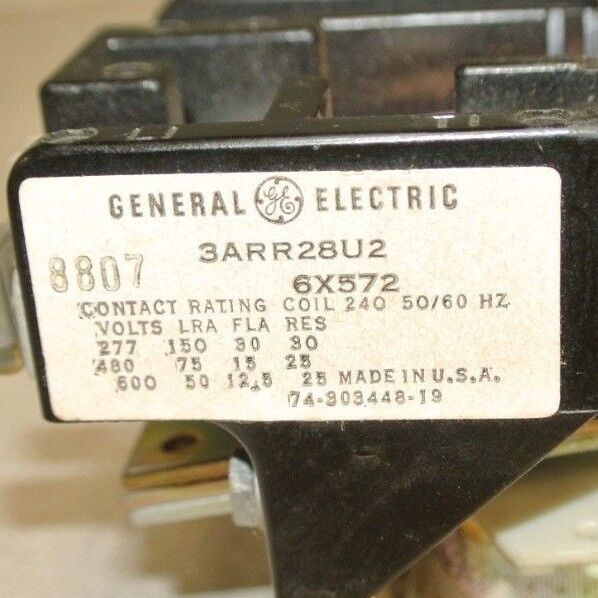 GENERAL GE ELECTRIC
3ARR28U2
8807 6X572
CONTACT RATING COIL 240 50/60 HZ
VOLTS LRA FLA RES
277 150 30 30
480 75 15 25
600 50 12.5 25 MADE IN U.S.A.
74-303448-19